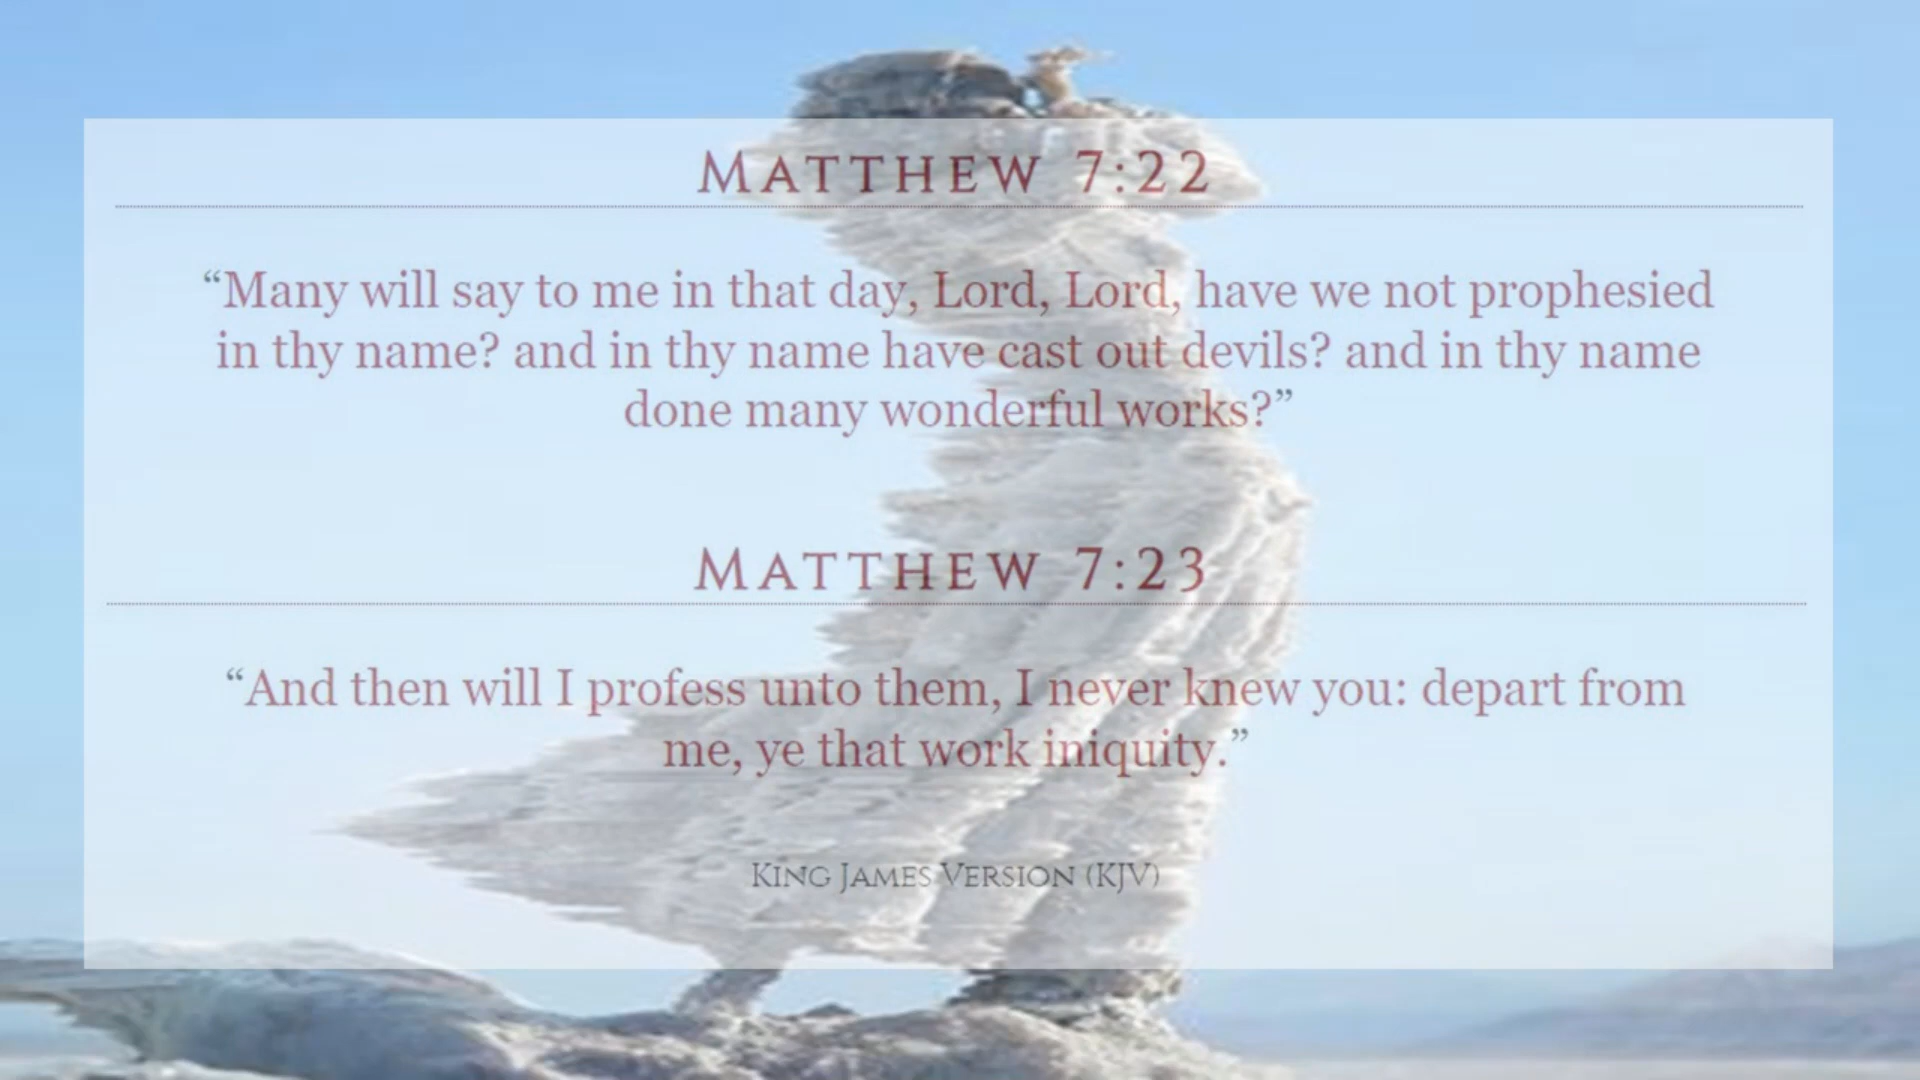 MATTHEW 7:22
“Many will say to me in that day, Lord, Lord, have we not prophesied
in thy name? and in thy name have cast out devils? and in thy name
done many wonderful works?”
MATTHEW 7:23
“And then will I profess unto them, I never knew you: depart from
me, ye that work iniquity.”
KING JAMES VERSION (KJV)